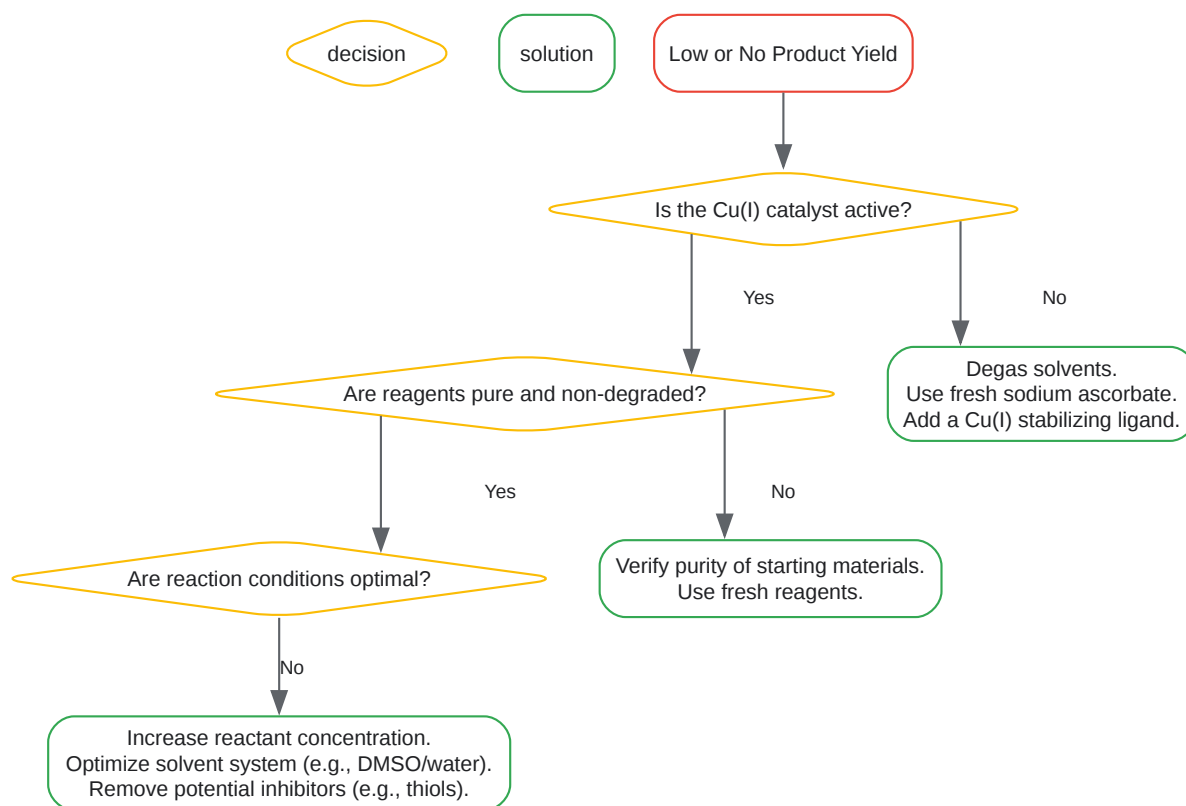 decision
solution
Low or No Product Yield
Is the Cu(I) catalyst active?
Yes
No
Degas solvents.
Use fresh sodium ascorbate.
Add a Cu(I) stabilizing ligand.
Are reagents pure and non-degraded?
Yes
No
Verify purity of starting materials.
Use fresh reagents.
Are reaction conditions optimal?
No
Increase reactant concentration.
Optimize solvent system (e.g., DMSO/water).
Remove potential inhibitors (e.g., thiols).